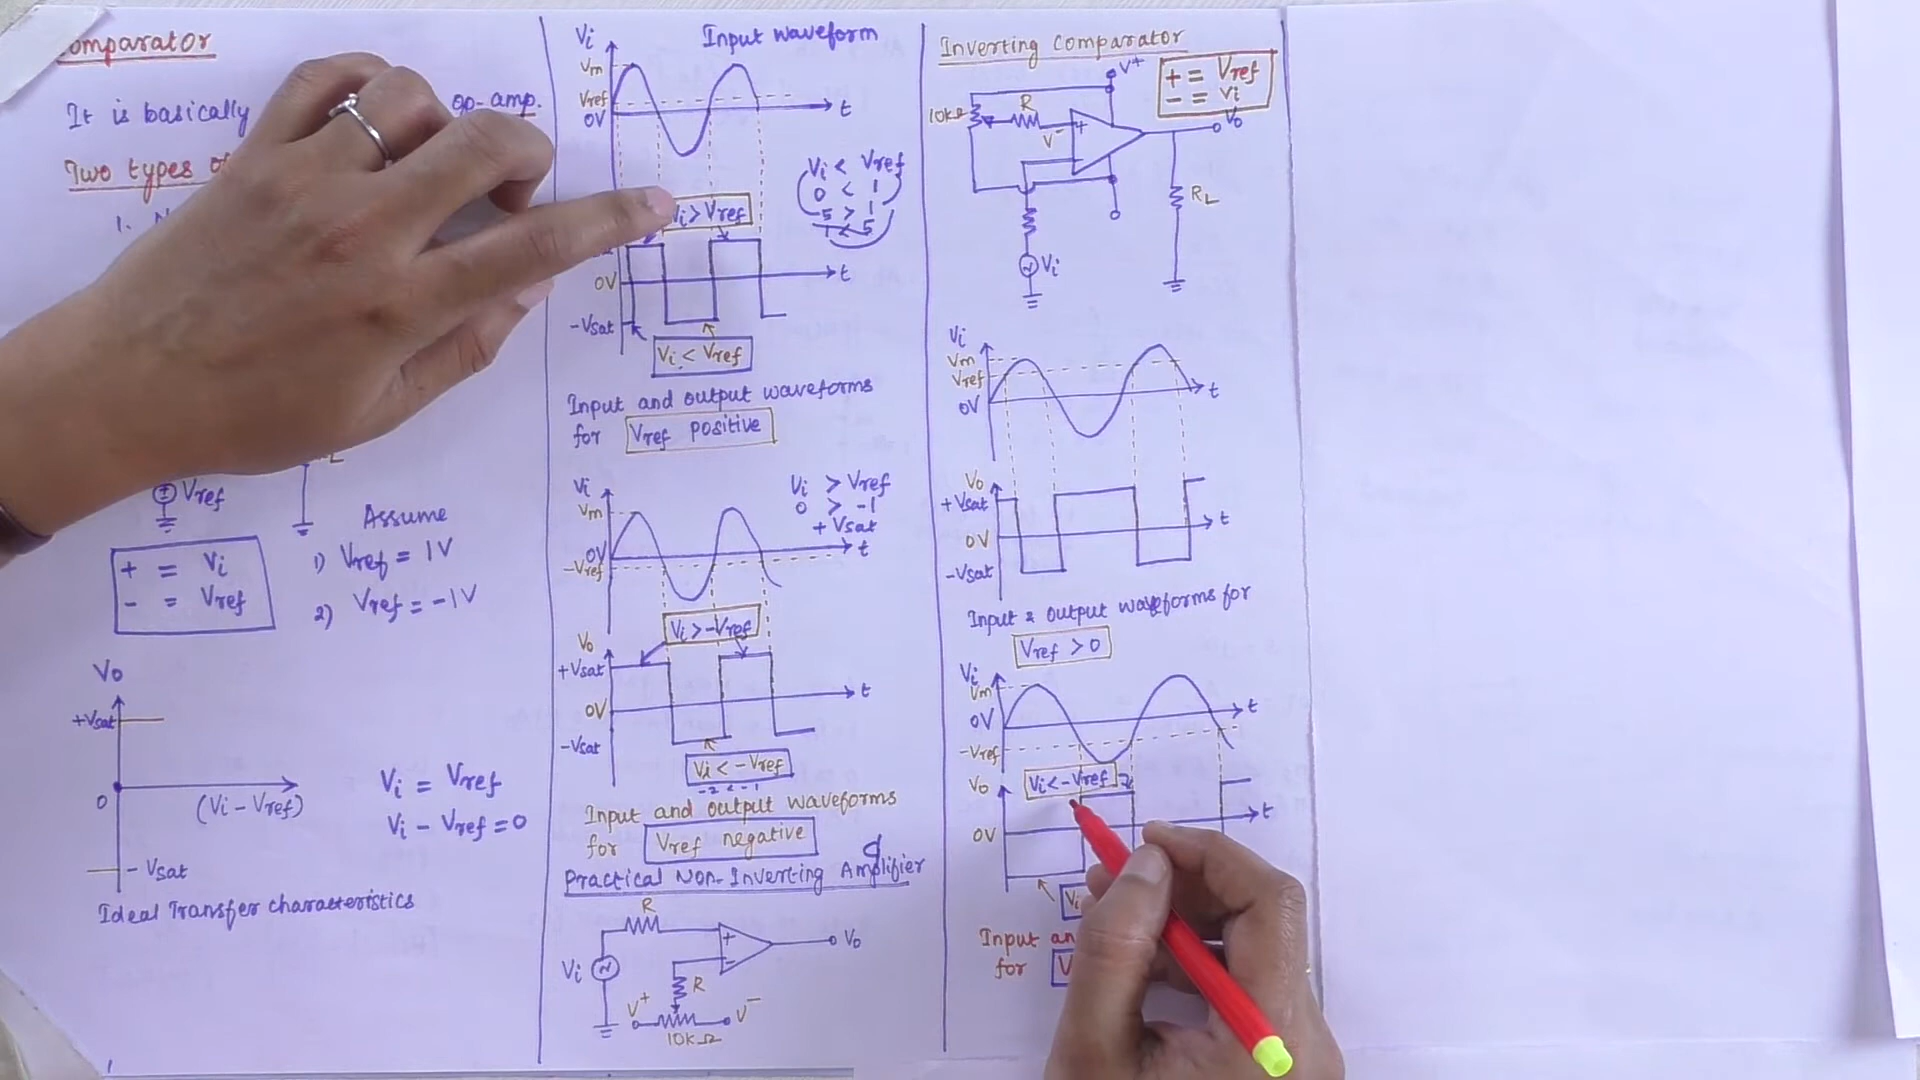 Comparator
It is basically
op-amp.
Two types of
1.
Vref
Assume
1) Vref = 1V
2) Vref = -1V
+ = Vi
- = Vref
Vo
+Vsat
0
(Vi - Vref)
- Vsat
Vi = Vref
Vi - Vref = 0
Ideal Transfer characteristics
Vi
Input waveform
Vm
Vref
0V
t
Vi < Vref
0 < 1
5 > 1
1 < 5
Vi > Vref
0V
t
-Vsat
Vi < Vref
Input and output waveforms
for Vref positive
Vi
Vm
0V
-Vref
t
Vi > Vref
0 > -1
+ Vsat
Vi > -Vref
Vo
+Vsat
0V
t
-Vsat
Vi < -Vref
-2 < -1
Input and output waveforms
for Vref negative
Practical Non-Inverting Amplifier
R
+
-
Vo
Vi
R
V+
V-
10kΩ
Inverting Comparator
+ = Vref
- = Vi
V+
10kΩ
R
V-
+
-
Vo
RL
Vi
Vi
Vm
Vref
0V
t
Vo
+Vsat
0V
t
-Vsat
Input & output waveforms for
Vref > 0
Vi
Vm
0V
t
-Vref
Vi < -Vref
Vo
0V
t
Vi
Input
for